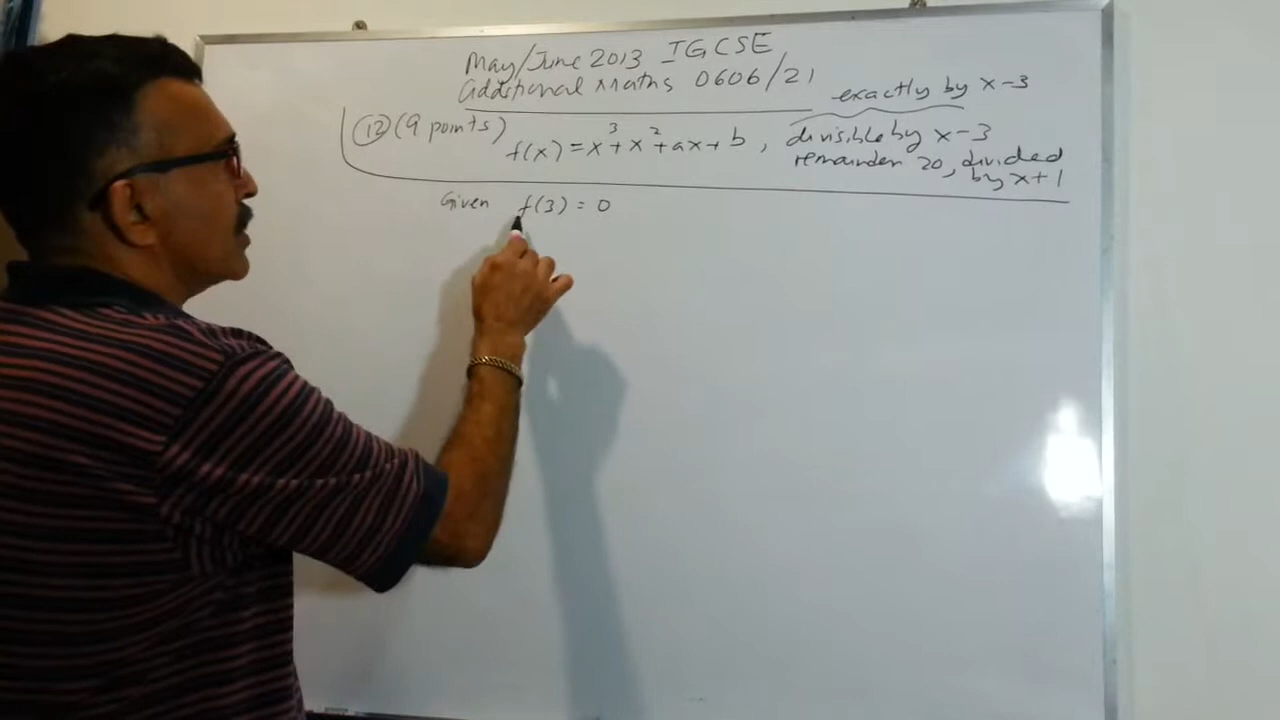 May/June 2013 IGCSE
Additional Maths 0606/21
exactly by x-3
(12) (9 points) f(x) = x³+x²+ax+b, divisible by x-3
remainder 20, divided
by x+1
Given f(3) = 0